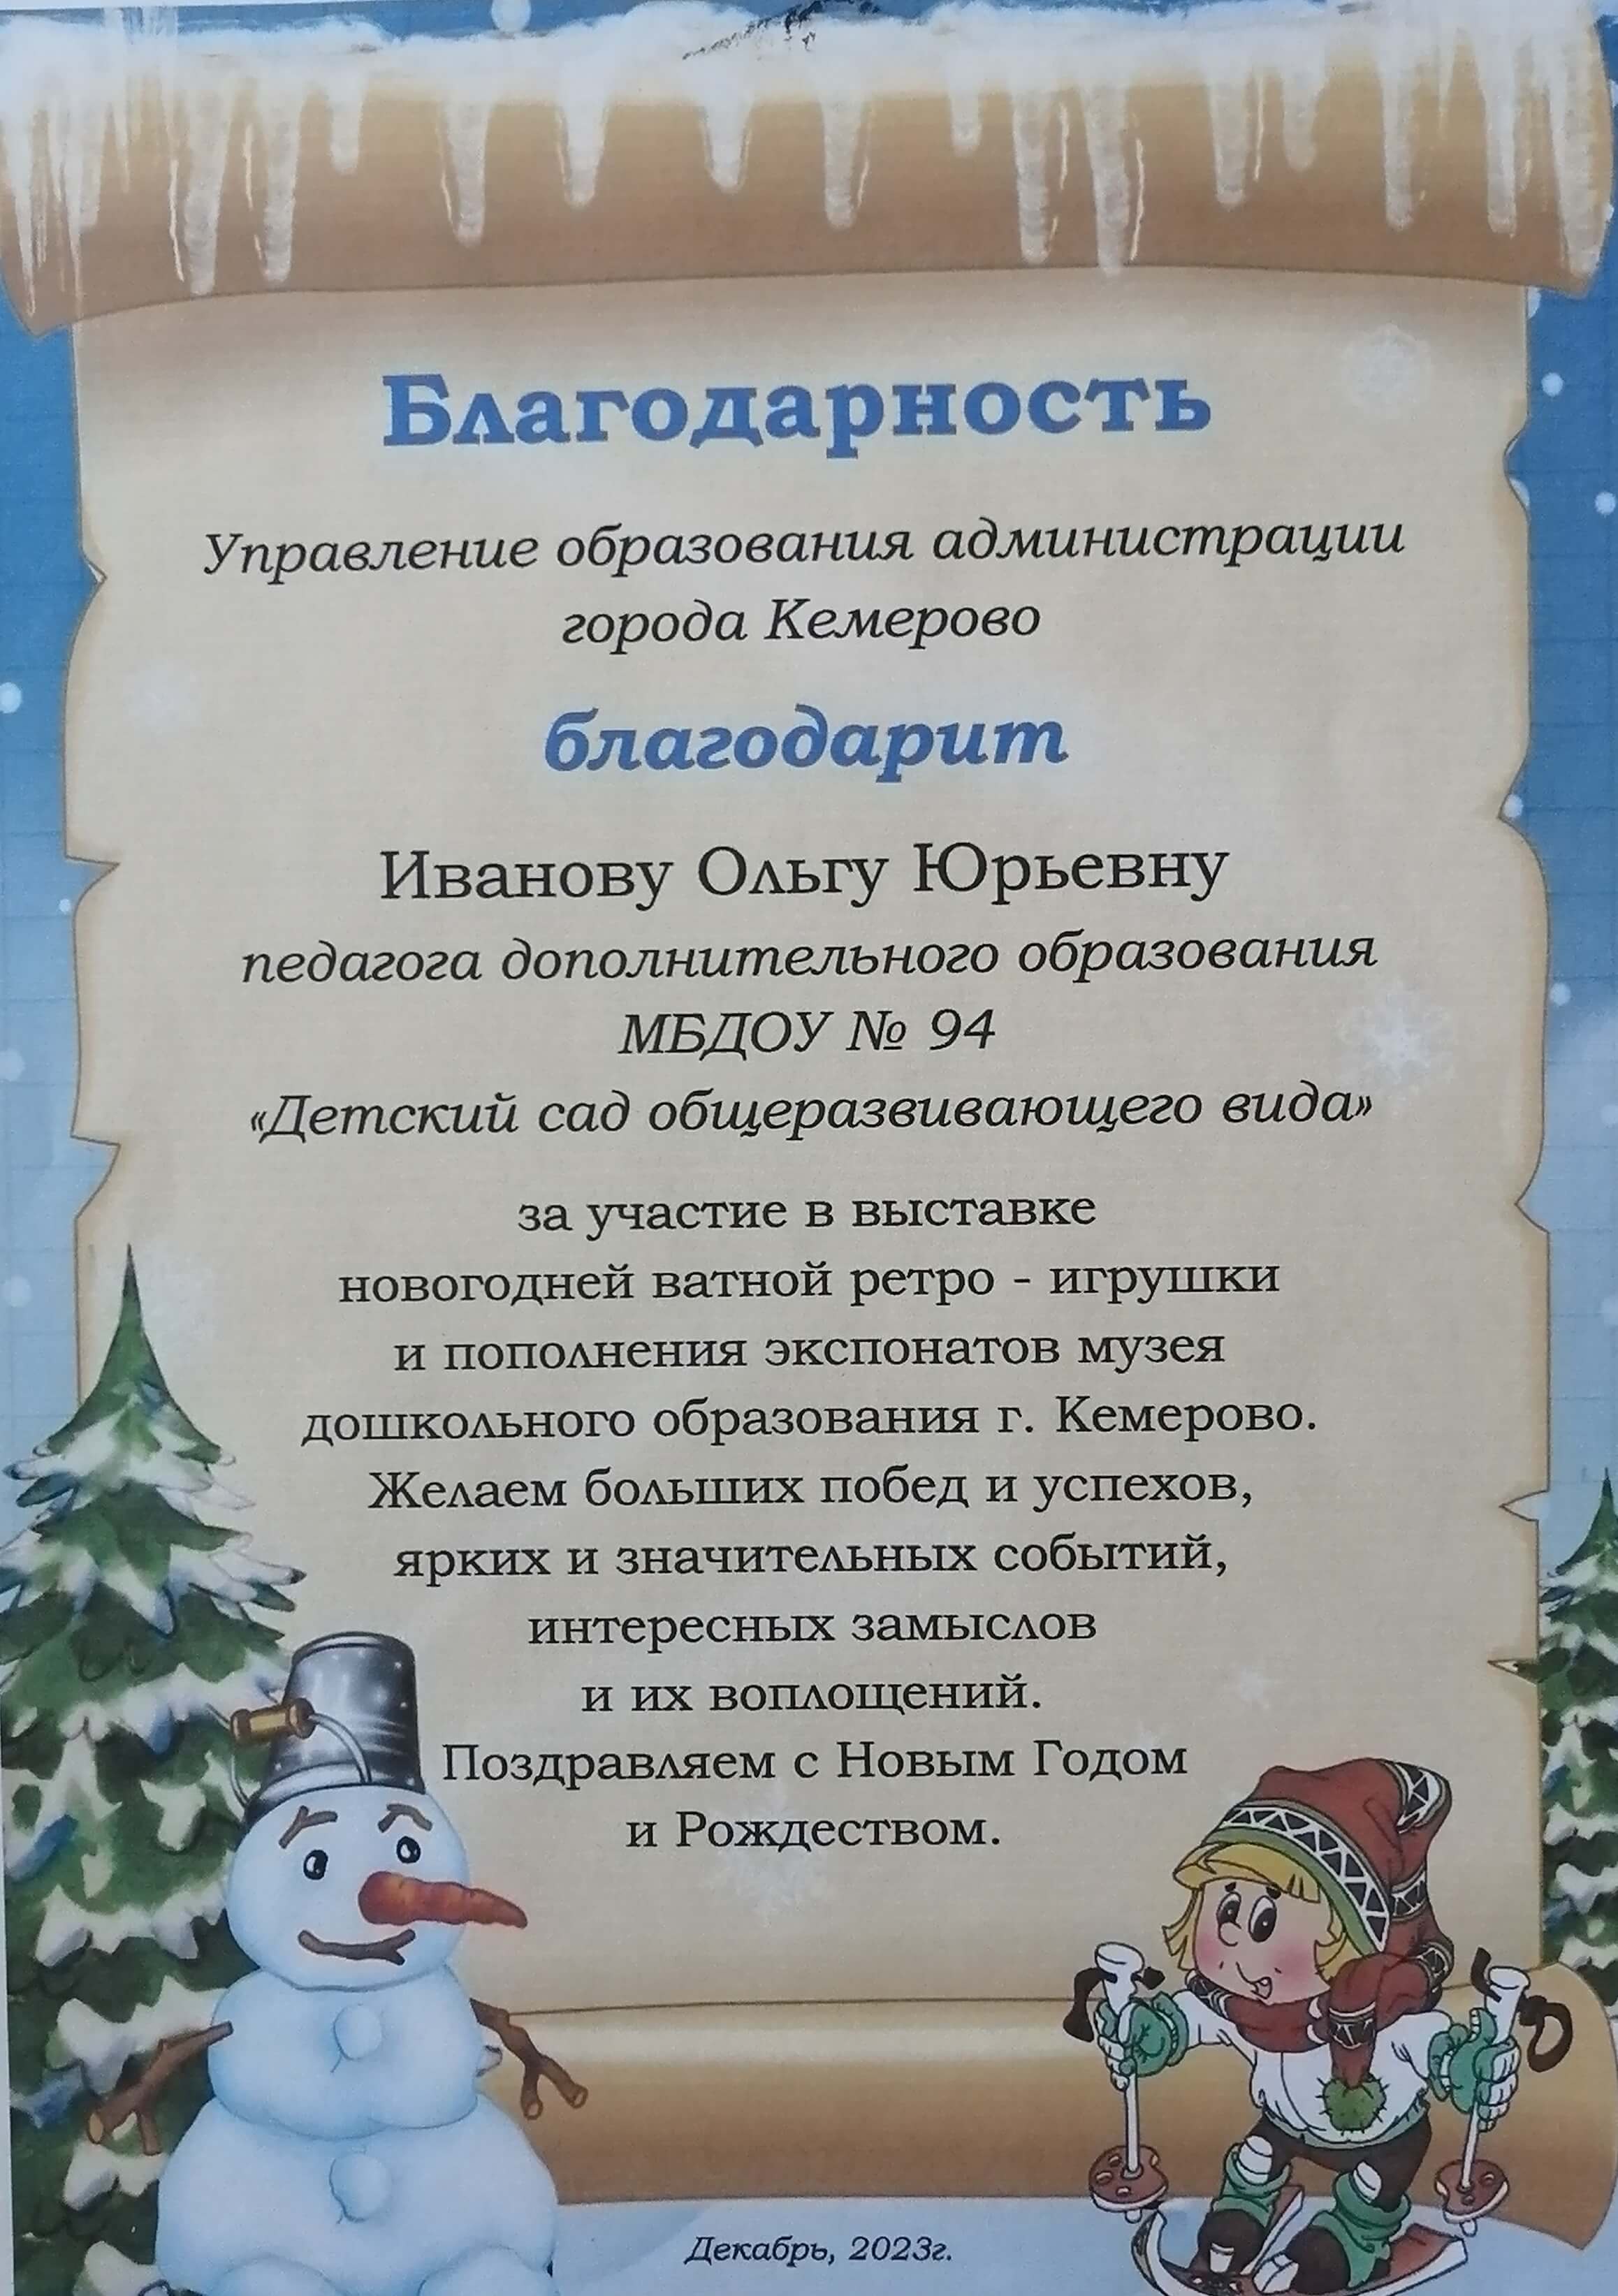 Благодарность
Управление образования администрации
города Кемерово
благодарит
Иванову Ольгу Юрьевну
педагога дополнительного образования
МБДОУ № 94
«Детский сад общеразвивающего вида»
за участие в выставке
новогодней ватной ретро - игрушки
и пополнения экспонатов музея
дошкольного образования г. Кемерово.
Желаем больших побед и успехов,
ярких и значительных событий,
интересных замыслов
и их воплощений.
Поздравляем с Новым Годом
и Рождеством.
Декабрь, 2023г.